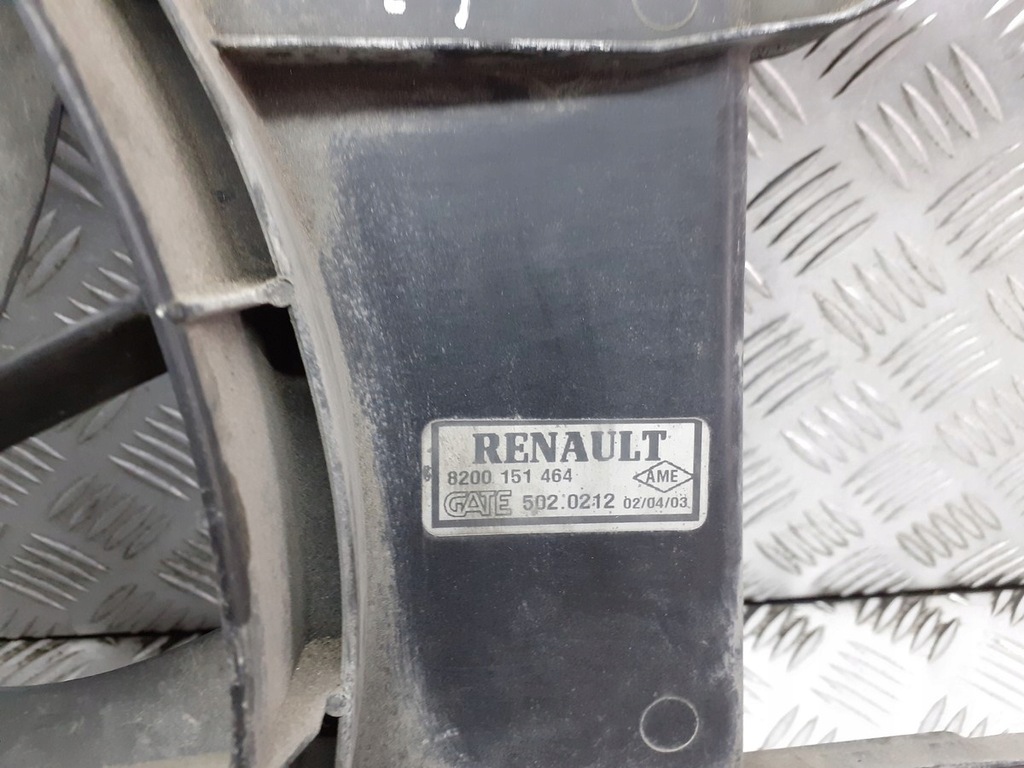 RENAULT
8200 151 464 AME
GATE 502.0212 02/04/03